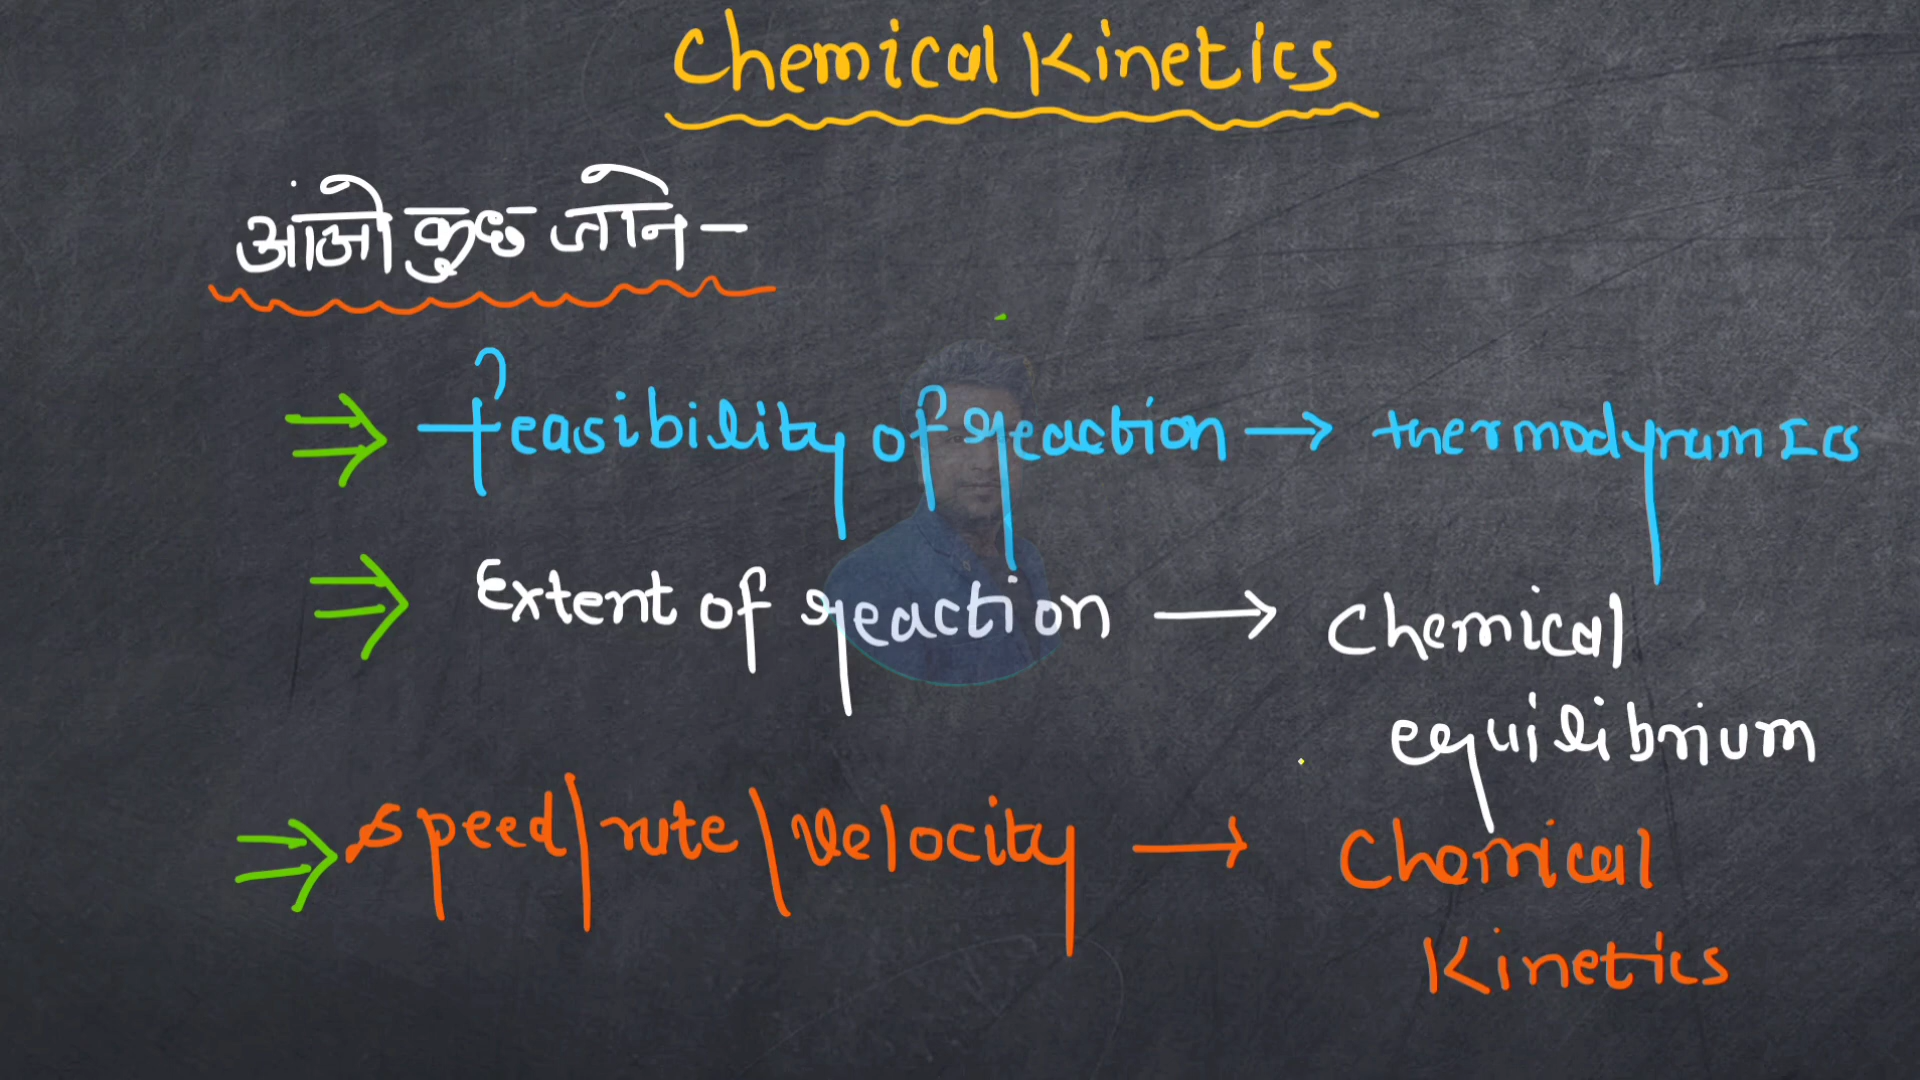 Chemical Kinetics
आओ कुछ जाने -
⇒ feasibility of reaction → thermodynamics
⇒ Extent of reaction → Chemical
equilibrium
⇒ speed/rate/velocity → Chemical
Kinetics